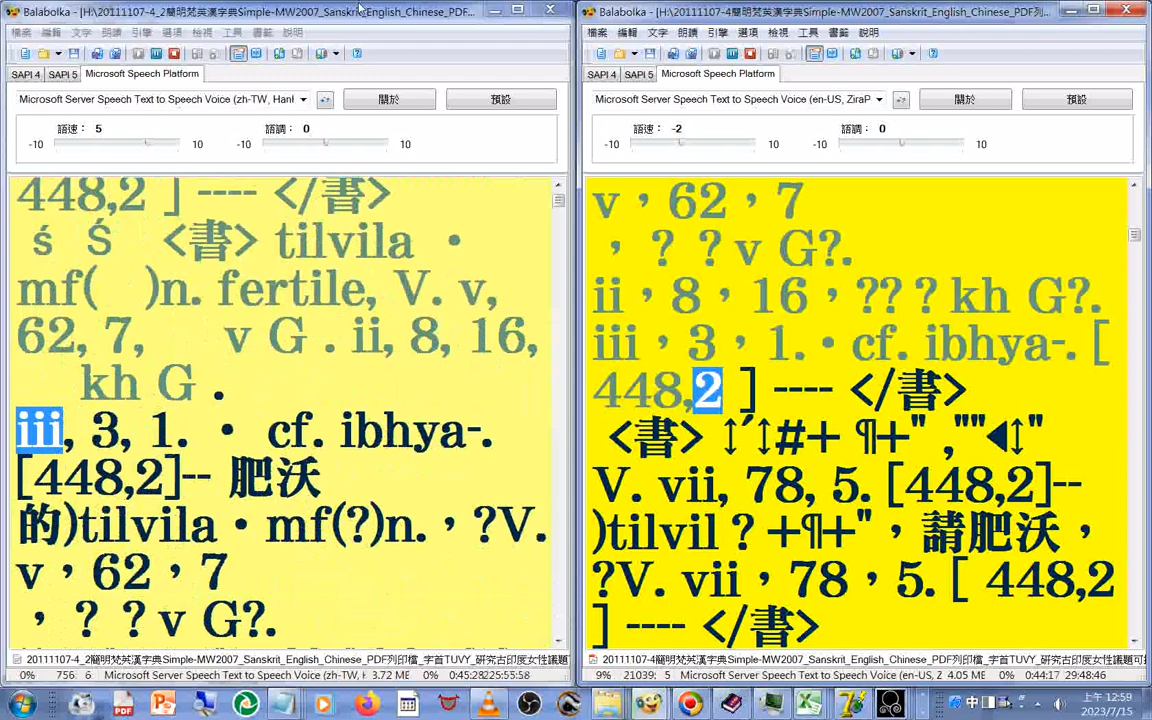 Balabolka - [H:\20111107-4_2簡明梵英漢字典Simple-MW2007_Sanskrit_English_Chinese_PDF...
檔案 編輯 文字 朗讀 引擎 選項 檢視 工具 書籤 說明
SAPI 4 SAPI 5 Microsoft Speech Platform
Microsoft Server Speech Text to Speech Voice (zh-TW, HanH
關於 預設
語速： 5 語調： 0
-10 10 -10 10
448,2 ] ---- </書>
ś Ś <書> tilvila •
mf( )n. fertile, V. v,
62, 7, v G . ii, 8, 16,
kh G .
iii, 3, 1. • cf. ibhya-.
[448,2]-- 肥沃
的)tilvila • mf(?)n.，?V.
v，62，7
，? ? v G?.
20111107-4_2簡明梵英漢字典Simple-MW2007_Sanskrit_English_Chinese_PDF列印檔_字首TUVY_研究古印度女性議題
0% 756: 6 Microsoft Server Speech Text to Speech Voice (zh-TW, H 3.72 ME 0% 0:45:28225:55:58
Balabolka - [H:\20111107-4簡明梵英漢字典Simple-MW2007_Sanskrit_English_Chinese_PDF列...
檔案 編輯 文字 朗讀 引擎 選項 檢視 工具 書籤 說明
SAPI 4 SAPI 5 Microsoft Speech Platform
Microsoft Server Speech Text to Speech Voice (en-US, ZiraP
關於 預設
語速： -2 語調： 0
-10 10 -10 10
v，62，7
，? ? v G?.
ii，8，16，?? ? kh G?.
iii，3，1.• cf. ibhya-. [
448,2 ] ---- </書>
<書> ↕´↕#+ ¶+" ,""◀↕"
V. vii, 78, 5. [448,2]--
)tilvil ? +¶+"，請肥沃，
?V. vii，78，5. [ 448,2
] ---- </書>
20111107-4簡明梵英漢字典Simple-MW2007_Sanskrit_English_Chinese_PDF列印檔_字首TUVY_研究古印度女性議題可
9% 21039: 5 Microsoft Server Speech Text to Speech Voice (en-US, Z 4.05 ME 0% 0:44:17 29:48:46
中
上午 12:59
2023/7/15